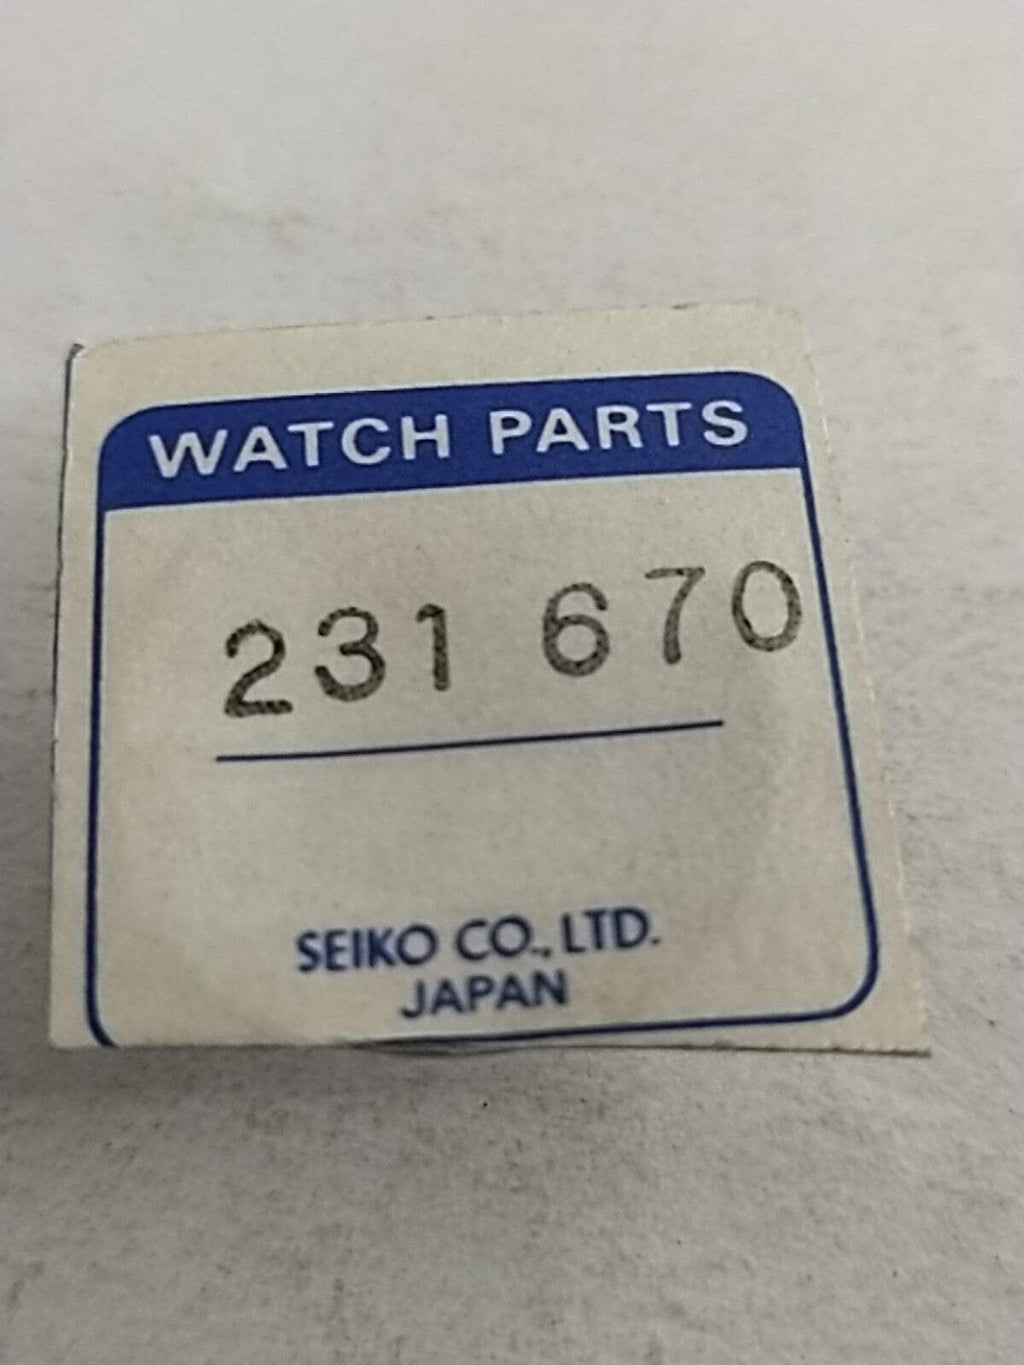 WATCH PARTS
231 670
SEIKO CO., LTD.
JAPAN